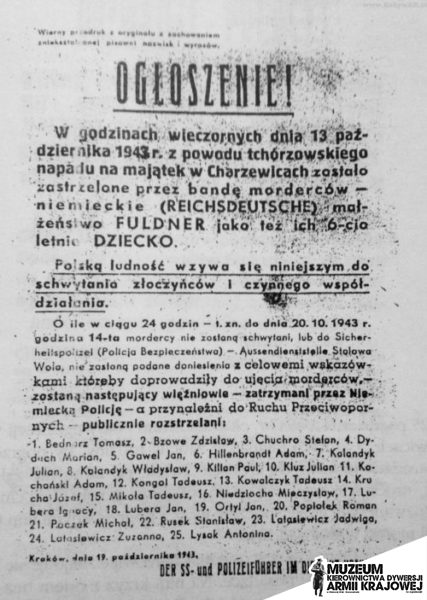 Wierny przedruk z oryginału z zachowaniem
zniekształconej pisowni nazwisk i wyrazów.
OGŁOSZENIE!
W godzinach wieczornych dnia 13 paź-
dziernika 1943 r. z powodu tchórzowskiego
napadu na majątek w Charzewicach zostało
zastrzelone przez bandę morderców –
niemieckie (REICHSDEUTSCHE) mał-
żeństwo FULDNER jako też ich 6-cio
letnie DZIECKO.
Polską ludność wzywa się niniejszym do
schwytania złoczyńców i czynnego współ-
działania.
O ile w ciągu 24 godzin – t. zn. do dnia 20. 10. 1943 r.
godzina 14-ta mordercy nie zostaną schwytani, lub do Sicher-
heitspolizei (Policja Bezpieczeństwa) – Aussendienststelle Stalowa
Wola, nie zostaną podane doniesienia z celowemi wskazów-
kami któreby doprowadziły do ujęcia morderców, –
zostaną następujący więźniowie – zatrzymani przez Nie-
miecką Policję – a przynależni do Ruchu Przeciwopor-
nych – publicznie rozstrzelani:
1. Bednarz Tomasz, 2. Bzowe Zdzisław, 3. Chuchro Stefan, 4. Dy-
duch Marian, 5. Gaweł Jan, 6. Hillenbrandt Adam, 7. Kolandyk
Julian, 8. Kolandyk Władysław, 9. Kilian Paul, 10. Kluz Julian 11. Ko-
chański Adam, 12. Kongol Tadeusz, 13. Kowalczyk Tadeusz 14. Kru-
cha Józef, 15. Mikoła Tadeusz, 16. Niedziocha Mieczysław, 17. Lu-
bera Ignacy, 18. Lubera Jan, 19. Ortyl Jan, 20. Popiołek Roman
21. Paczek Michał, 22. Rusek Stanisław, 23. Latasiewicz Jadwiga,
24. Latasiewicz Zuzanna, 25. Lysak Antonina.
Kraków, dnia 19. października 1943.
DER SS- und POLIZEIFÜHRER IM
MUZEUM
KIEROWNICTWA DYWERSJI
ARMII KRAJOWEJ